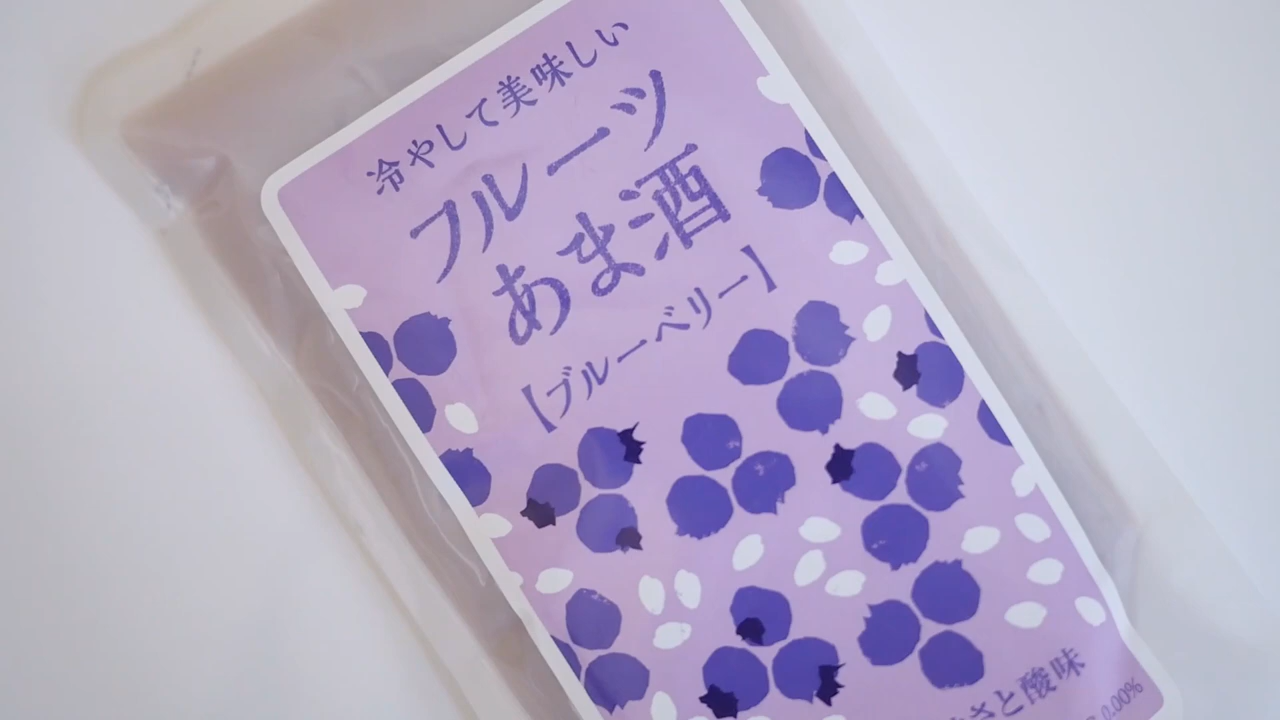 冷やして美味しい
フルーツ
あま酒
【ブルーベリー】
さと酸味
0.00%